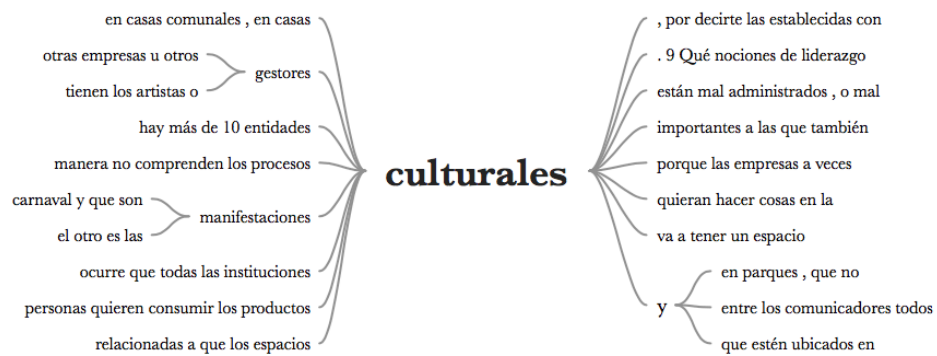 en casas comunales , en casas
otras empresas u otros
gestores
tienen los artistas o
hay más de 10 entidades
manera no comprenden los procesos
carnaval y que son
manifestaciones
el otro es las
ocurre que todas las instituciones
personas quieren consumir los productos
relacionadas a que los espacios
culturales
, por decirte las establecidas con
. 9 Qué nociones de liderazgo
están mal administrados , o mal
importantes a las que también
porque las empresas a veces
quieran hacer cosas en la
va a tener un espacio
y
en parques , que no
entre los comunicadores todos
que estén ubicados en